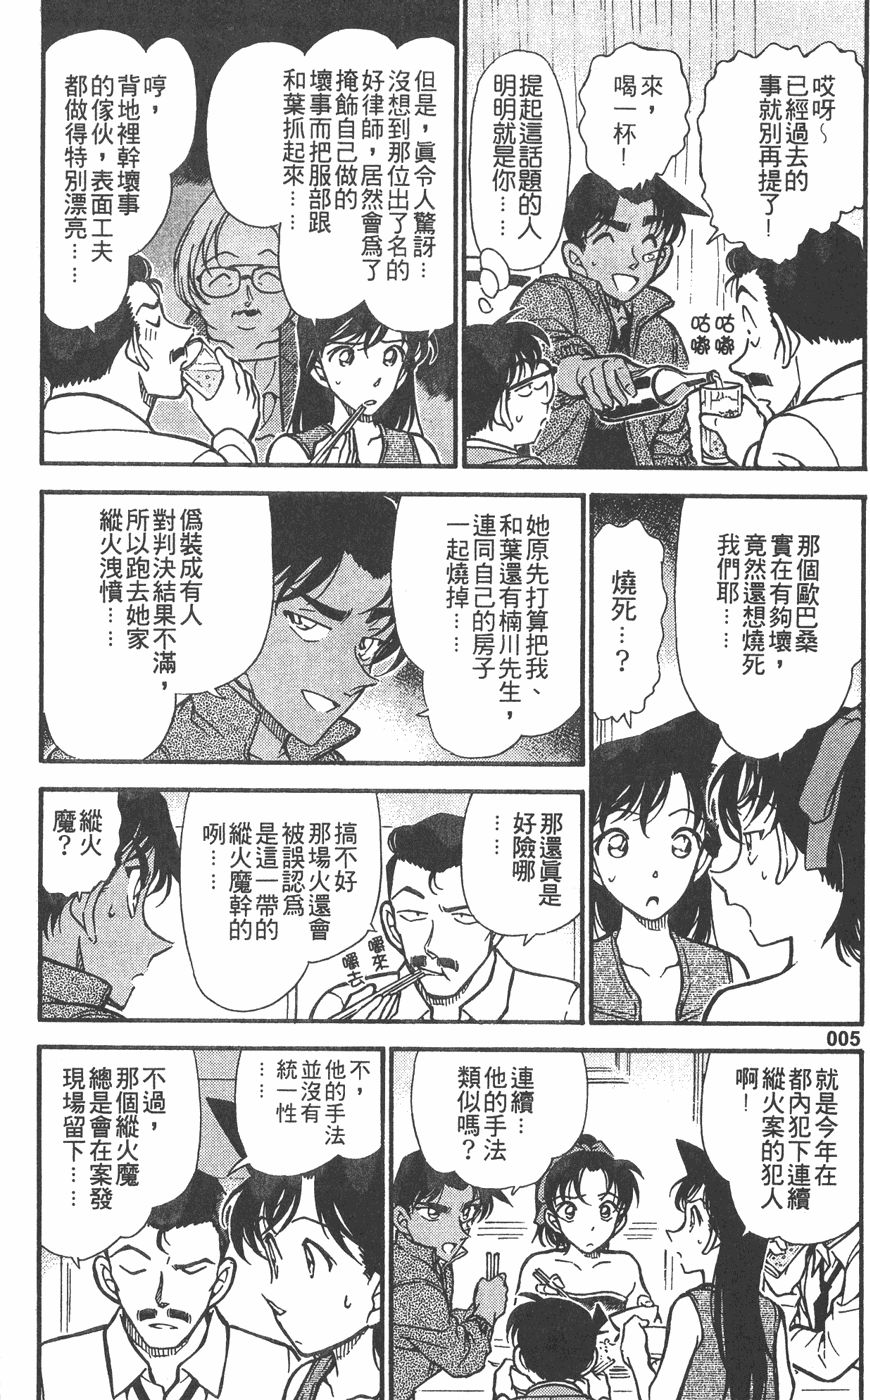 哎呀～
已經過去的
事就別再提了！
來，
喝一杯！
提起這話題的人
明明就是你……
咕嘟
咕嘟
但是，眞令人驚訝…
沒想到那位出了名的
好律師，居然會爲了
掩飾自己做的
壞事而把服部跟
和葉抓起來……
哼，
背地裡幹壞事
的傢伙，表面工夫
都做得特別漂亮……
那個歐巴桑
實在有夠壞，
竟然還想燒死
我們耶……
燒死…？
她原先打算把我、
和葉還有楠川先生，
連同自己的房子
一起燒掉……
僞裝成有人
對判決結果不滿，
所以跑去她家
縱火洩憤……
那還眞是
好險哪
……
搞不好
那場火還會
被誤認爲
是這一帶的
縱火魔幹的
咧……
嚼來
嚼去
縱火
魔？
005
就是今年在
都內犯下連續
縱火案的犯人
啊！
連續…
他的手法
類似嗎？
不，
他的手法
並沒有
統一性
……
不過，
那個縱火魔
總是會在案發
現場留下……